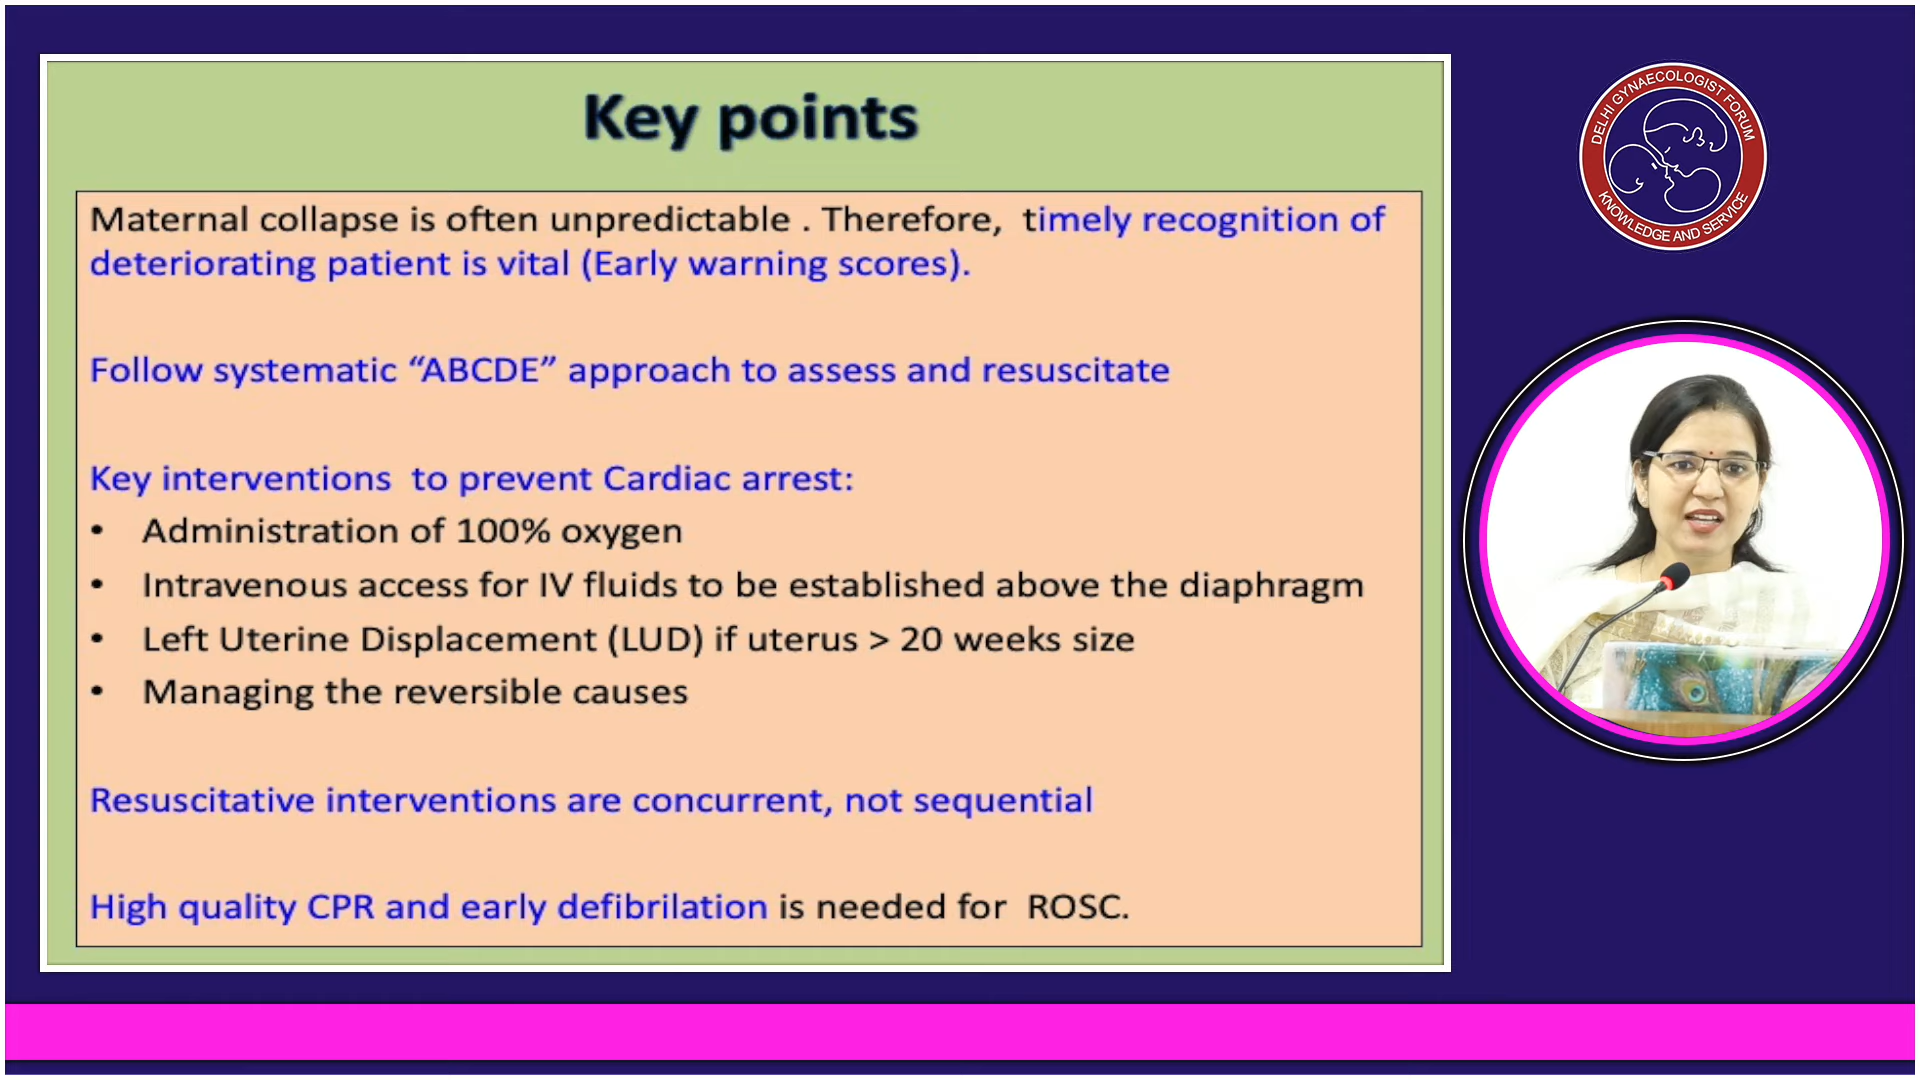 Key points
Maternal collapse is often unpredictable . Therefore, timely recognition of
deteriorating patient is vital (Early warning scores).
Follow systematic “ABCDE” approach to assess and resuscitate
Key interventions to prevent Cardiac arrest:
• Administration of 100% oxygen
• Intravenous access for IV fluids to be established above the diaphragm
• Left Uterine Displacement (LUD) if uterus > 20 weeks size
• Managing the reversible causes
Resuscitative interventions are concurrent, not sequential
High quality CPR and early defibrilation is needed for ROSC.
DELHI GYNAECOLOGIST FORUM
KNOWLEDGE AND SERVICE